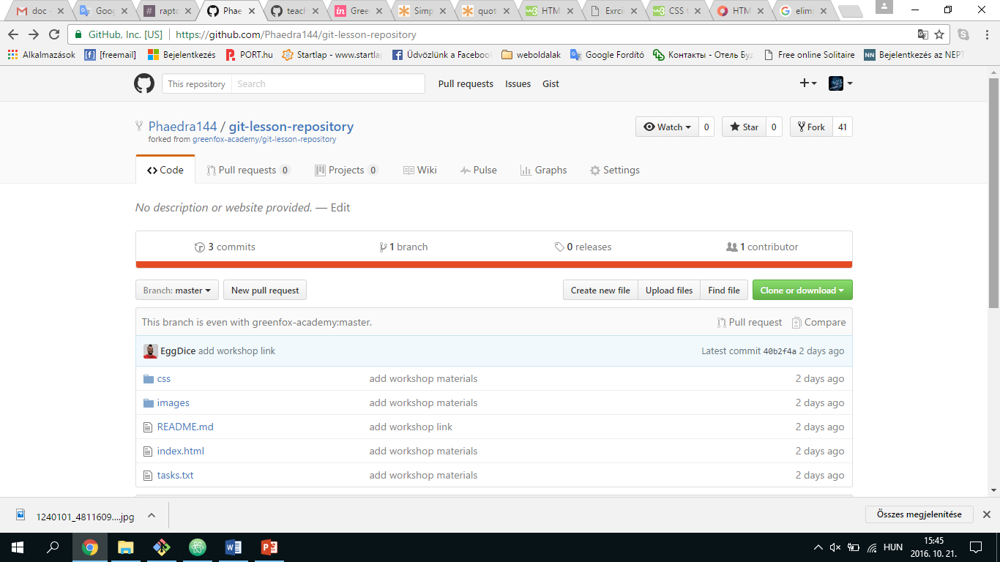 doc -
Goog
# rapto
Phae
teach
in Gree
Simp
quot
w3 HTM
Exrci
w3 CSS
HTM
G elimi
GitHub, Inc. [US] | https://github.com/Phaedra144/git-lesson-repository
Alkalmazások [freemail] Bejelentkezés PORT.hu Startlap - www.startla Üdvözlünk a Facebool weboldalak Google Fordító Контакты - Отель Буд Free online Solitaire NN Bejelentkezés az NEPT
This repository Search Pull requests Issues Gist
Phaedra144 / git-lesson-repository
Watch 0 Star 0 Fork 41
forked from greenfox-academy/git-lesson-repository
Code Pull requests 0 Projects 0 Wiki Pulse Graphs Settings
No description or website provided. — Edit
3 commits 1 branch 0 releases 1 contributor
Branch: master New pull request Create new file Upload files Find file Clone or download
This branch is even with greenfox-academy:master. Pull request Compare
EggDice add workshop link Latest commit 40b2f4a 2 days ago
css add workshop materials 2 days ago
images add workshop materials 2 days ago
README.md add workshop link 2 days ago
index.html add workshop materials 2 days ago
tasks.txt add workshop materials 2 days ago
1240101_4811609....jpg Összes megjelenítése
HUN 15:45
2016. 10. 21.